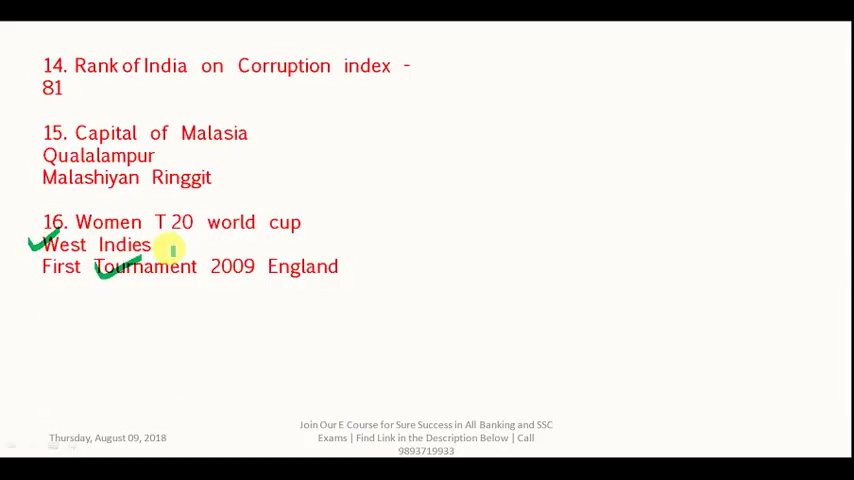 14. Rank of India on Corruption index -
81
15. Capital of Malasia
Qualalampur
Malashiyan Ringgit
16. Women T 20 world cup
West Indies
First Tournament 2009 England
Thursday, August 09, 2018
Join Our E Course for Sure Success in All Banking and SSC
Exams | Find Link in the Description Below | Call
9893719933